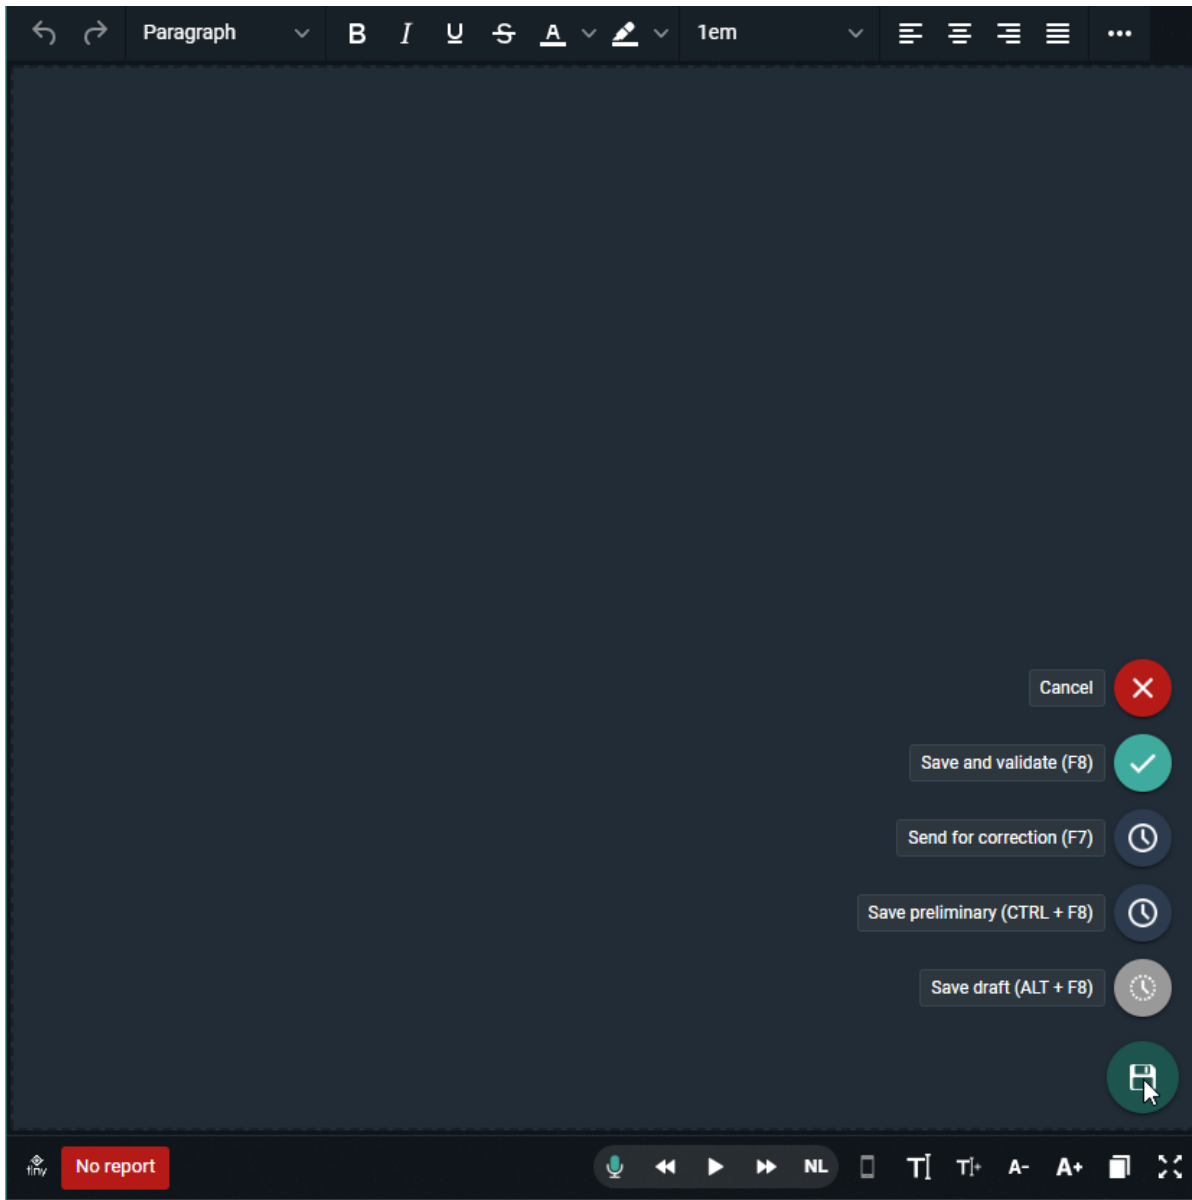 Paragraph B I U S A 1em
Cancel
Save and validate (F8)
Send for correction (F7)
Save preliminary (CTRL + F8)
Save draft (ALT + F8)
tiny No report NL T T+ A- A+